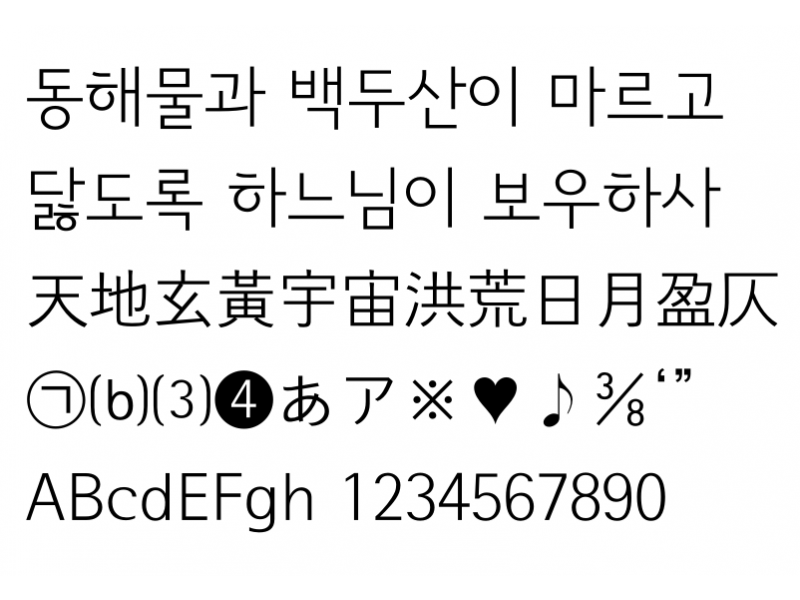 동해물과 백두산이 마르고
닳도록 하느님이 보우하사
天地玄黃宇宙洪荒日月盈仄
㉠⒝⑶❹あア※♥♪⅜‘”
ABcdEFgh 1234567890